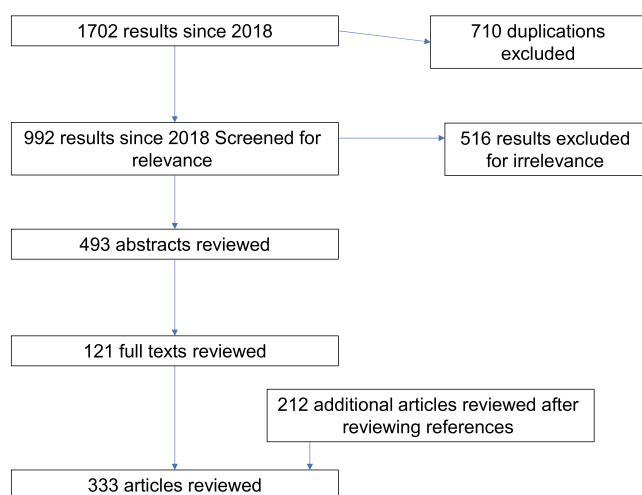 1702 results since 2018
710 duplications
excluded
992 results since 2018 Screened for
relevance
516 results excluded
for irrelevance
493 abstracts reviewed
121 full texts reviewed
212 additional articles reviewed after
reviewing references
333 articles reviewed